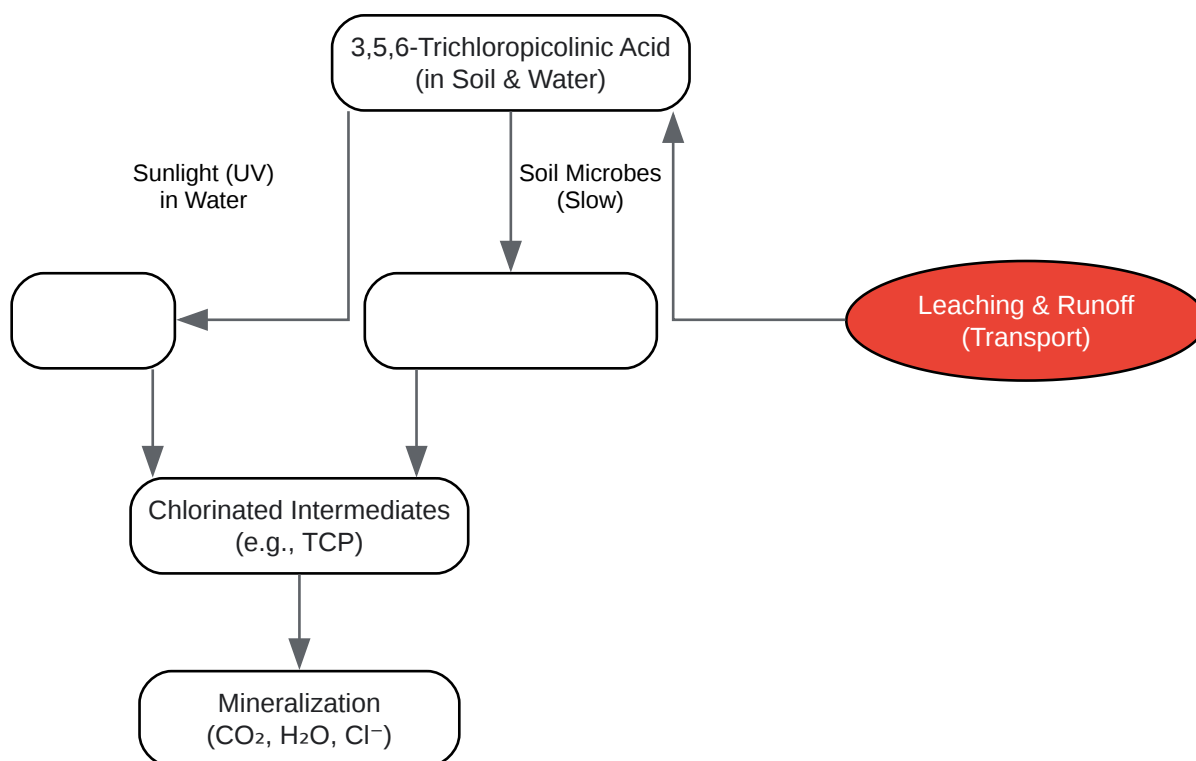 3,5,6-Trichloropicolinic Acid
(in Soil & Water)
Sunlight (UV)
in Water
Soil Microbes
(Slow)
Leaching & Runoff
(Transport)
Chlorinated Intermediates
(e.g., TCP)
Mineralization
(CO₂, H₂O, Cl⁻)